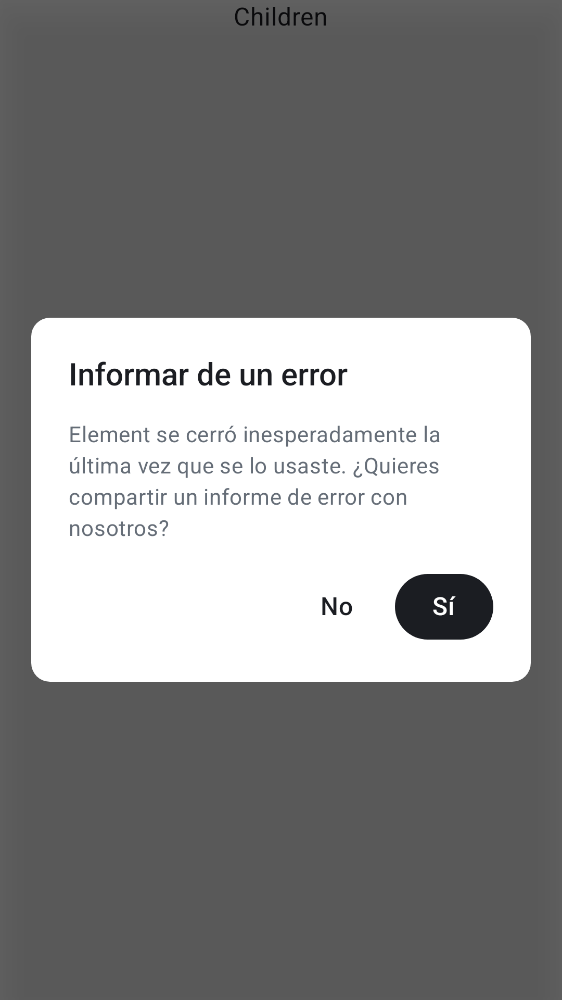 Children
Informar de un error
Element se cerró inesperadamente la
última vez que se lo usaste. ¿Quieres
compartir un informe de error con
nosotros?
No
Sí